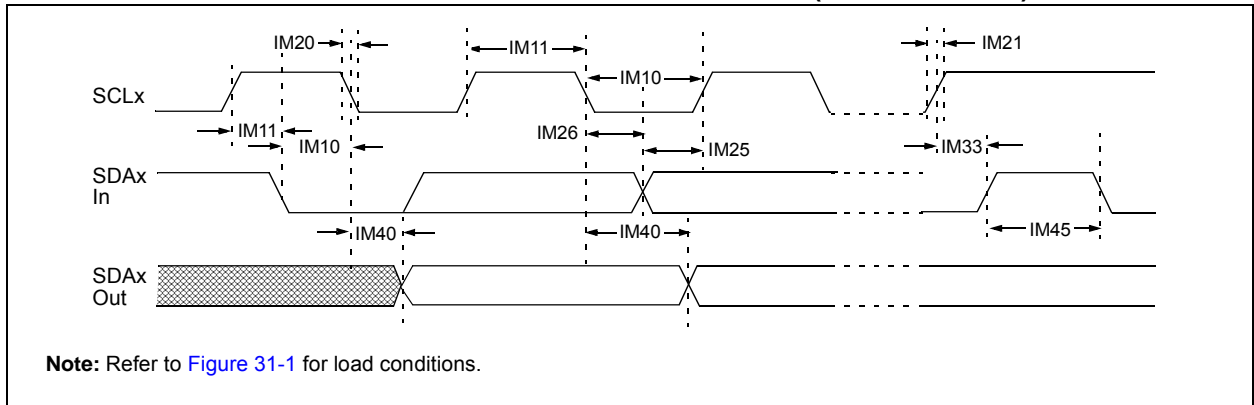 IM20
IM11
IM21
IM10
SCLx
IM11
IM10
IM26
IM25
IM33
SDAx
In
IM40
IM40
IM45
SDAx
Out
Note: Refer to Figure 31-1 for load conditions.